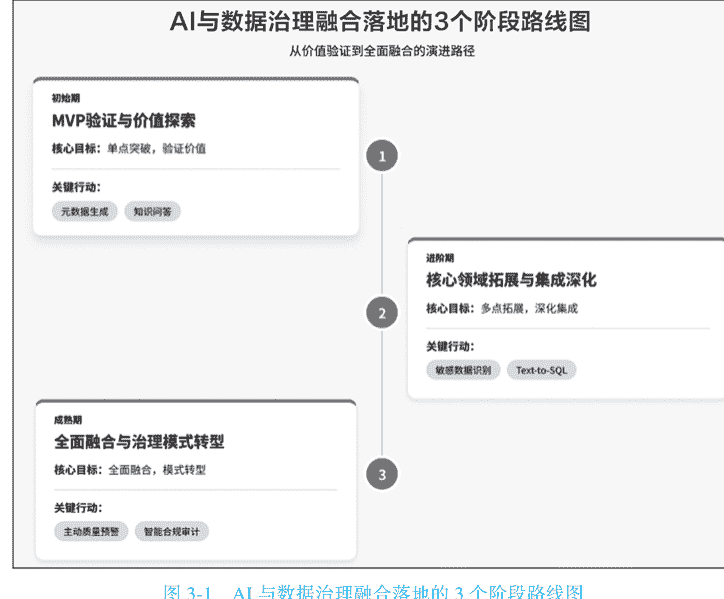 AI与数据治理融合落地的3个阶段路线图
从价值验证到全面融合的演进路径
初始期
MVP验证与价值探索
核心目标：单点突破，验证价值
关键行动：
元数据生成 知识问答
1
进阶期
核心领域拓展与集成深化
核心目标：多点拓展，深化集成
关键行动：
敏感数据识别 Text-to-SQL
2
成熟期
全面融合与治理模式转型
核心目标：全面融合，模式转型
关键行动：
主动质量预警 智能合规审计
3
图 3-1 AI 与数据治理融合落地的 3 个阶段路线图